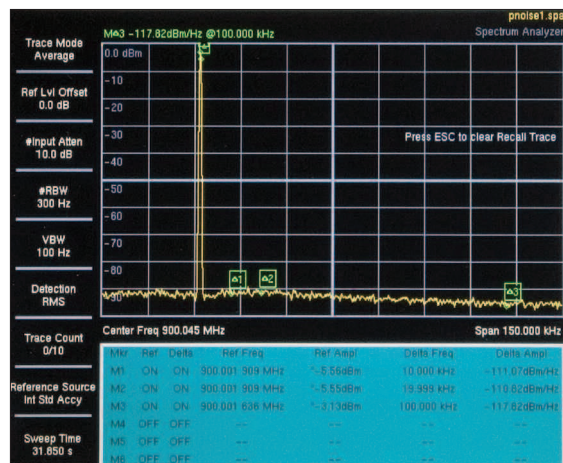 pnoise1.spa
Trace Mode
Average
M▵3 -117.62dBm/Hz @100.000 kHz
Spectrum Analyzer
0.0 dBm
Ref Lvl Offset
0.0 dB
-10
-20
#Input Atten
10.0 dB
-30
Press ESC to clear Recall Trace
-40
#RBW
300 Hz
-50
-60
VBW
100 Hz
-70
-80
▵1
▵2
▵3
Detection
RMS
-90
Center Freq 900.045 MHz
Span 150.000 kHz
Trace Count
0/10
Mkr Ref Delta Ref Freq Ref Ampl Delta Freq Delta Ampl
M1 ON ON 900.001 909 MHz *-5.56dBm 10.000 kHz -111.07dBm/Hz
Reference Source
Int Std Accy
M2 ON ON 900.001 909 MHz *-5.55dBm 19.999 kHz -110.62dBm/Hz
M3 ON ON 900.001 636 MHz *-3.13dBm 100.000 kHz -117.62dBm/Hz
M4 OFF OFF -- -- -- --
Sweep Time
31.650 s
M5 OFF OFF -- -- -- --
M6 OFF OFF -- -- -- --